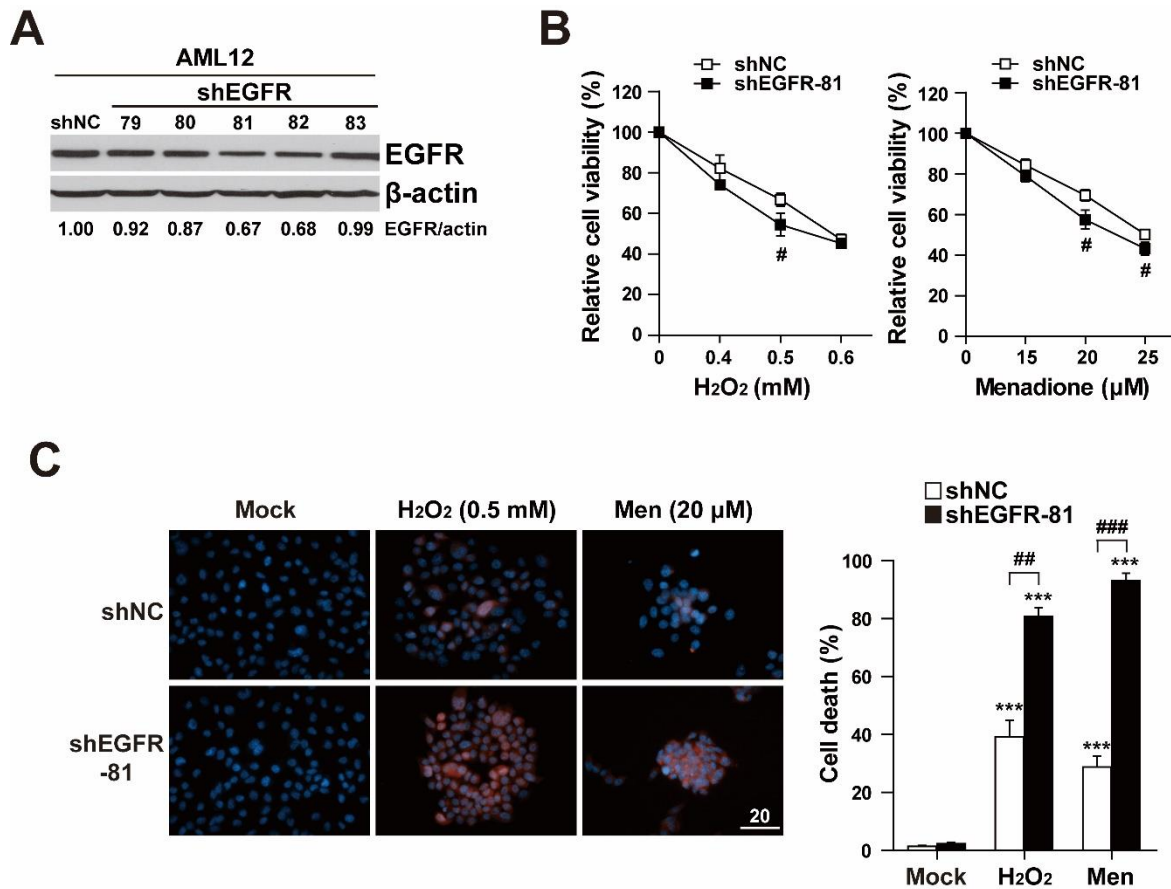 A
AML12
shEGFR
shNC 79 80 81 82 83
EGFR
β-actin
1.00 0.92 0.87 0.67 0.68 0.99 EGFR/actin
B
shNC
shEGFR-81
Relative cell viability (%)
120
100
80
60
40
20
0
#
0 0.4 0.5 0.6
H2O2 (mM)
shNC
shEGFR-81
Relative cell viability (%)
120
100
80
60
40
20
0
# #
0 15 20 25
Menadione (μM)
C
Mock H2O2 (0.5 mM) Men (20 μM)
shNC
shEGFR
-81
20
shNC
shEGFR-81
Cell death (%)
100
80
60
40
20
0
## ###
*** *** *** ***
Mock H2O2 Men